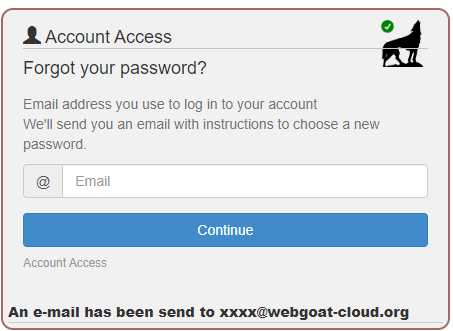 Account Access
Forgot your password?
Email address you use to log in to your account
We'll send you an email with instructions to choose a new
password.
@ Email
Continue
Account Access
An e-mail has been send to xxxx@webgoat-cloud.org